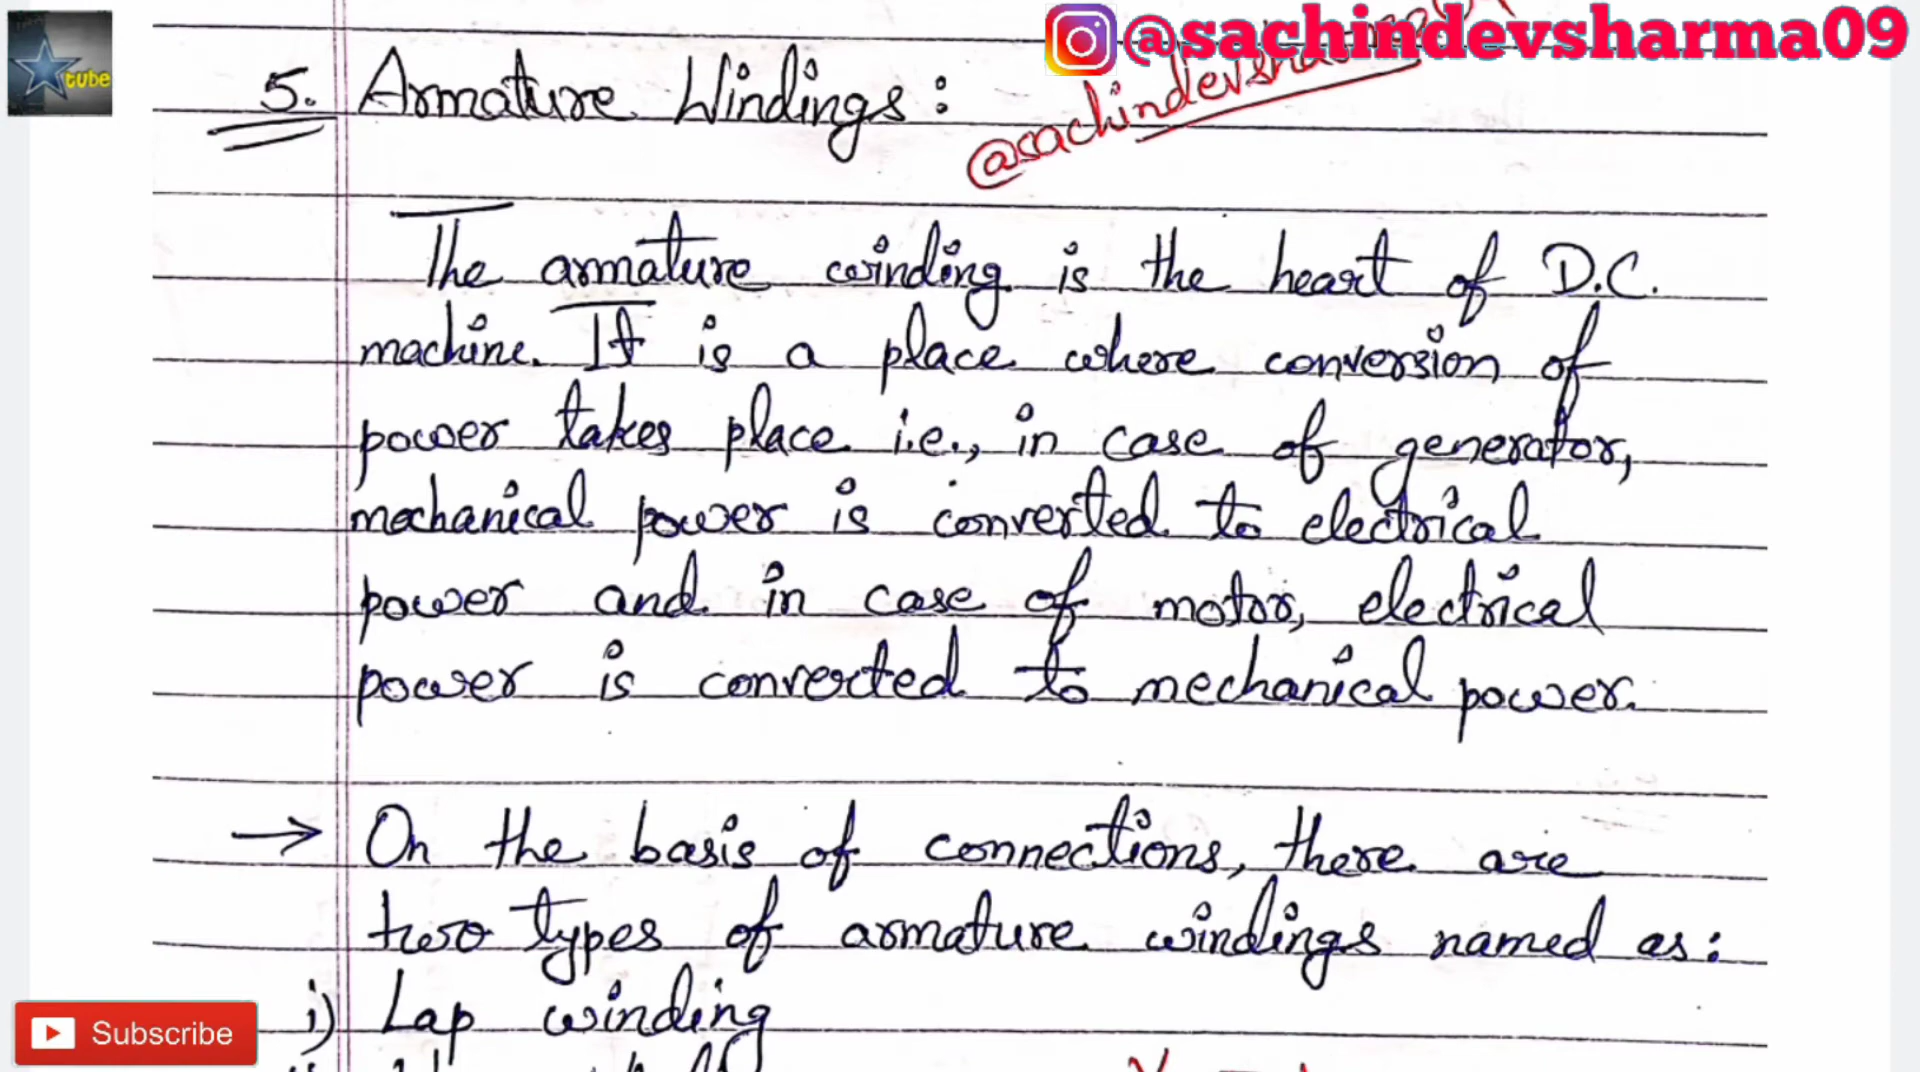 tube
@sachindevsharma09
5. Armature Windings:
@sachindevsharma
The armature winding is the heart of D.C.
machine. It is a place where conversion of
power takes place i.e., in case of generator,
mechanical power is converted to electrical
power and in case of motor, electrical
power is converted to mechanical power.
→ On the basis of connections, there are
two types of armature windings named as:
i) Lap winding
Subscribe